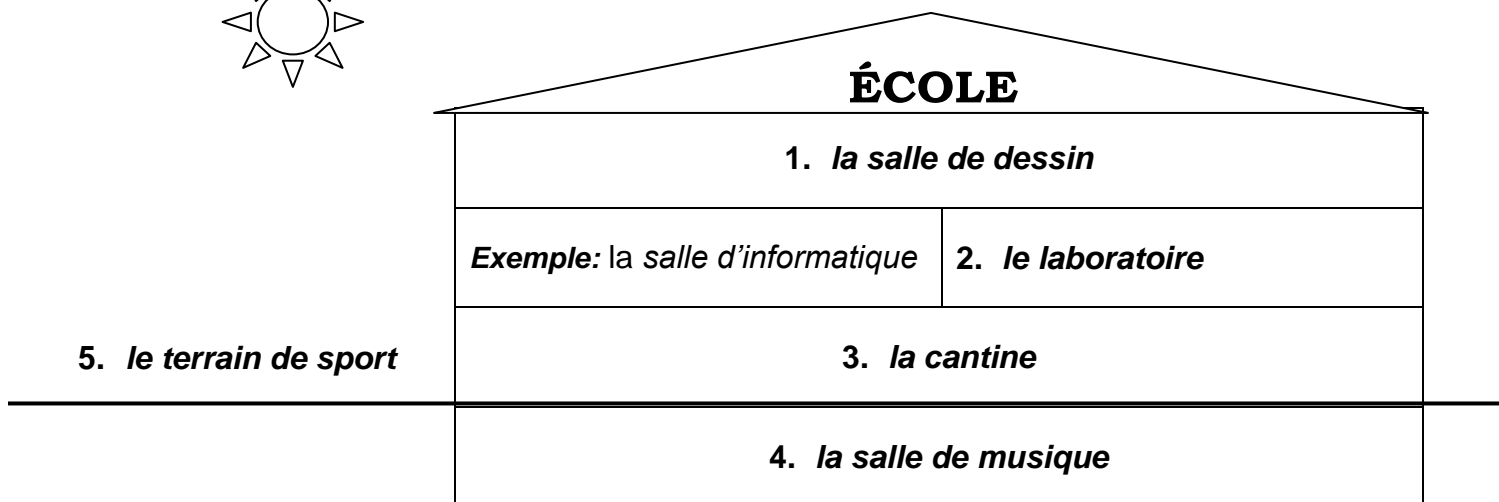 ÉCOLE
1. la salle de dessin
Exemple: la salle d’informatique
2. le laboratoire
5. le terrain de sport
3. la cantine
4. la salle de musique